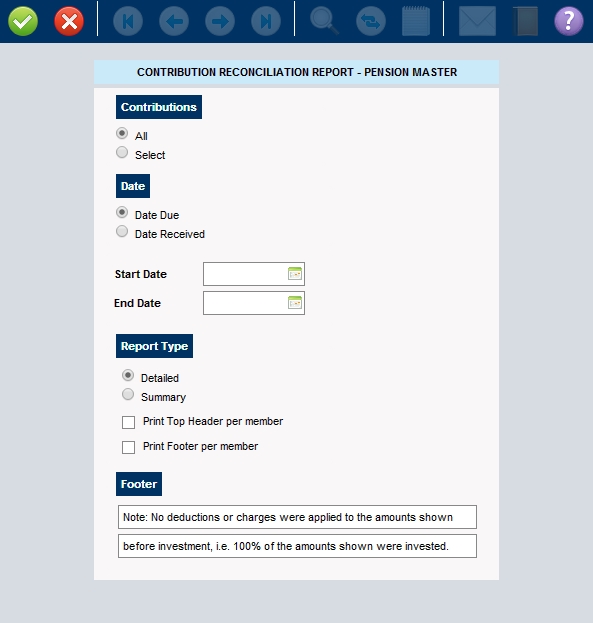 CONTRIBUTION RECONCILIATION REPORT - PENSION MASTER
Contributions
All
Select
Date
Date Due
Date Received
Start Date
End Date
Report Type
Detailed
Summary
Print Top Header per member
Print Footer per member
Footer
Note: No deductions or charges were applied to the amounts shown
before investment, i.e. 100% of the amounts shown were invested.